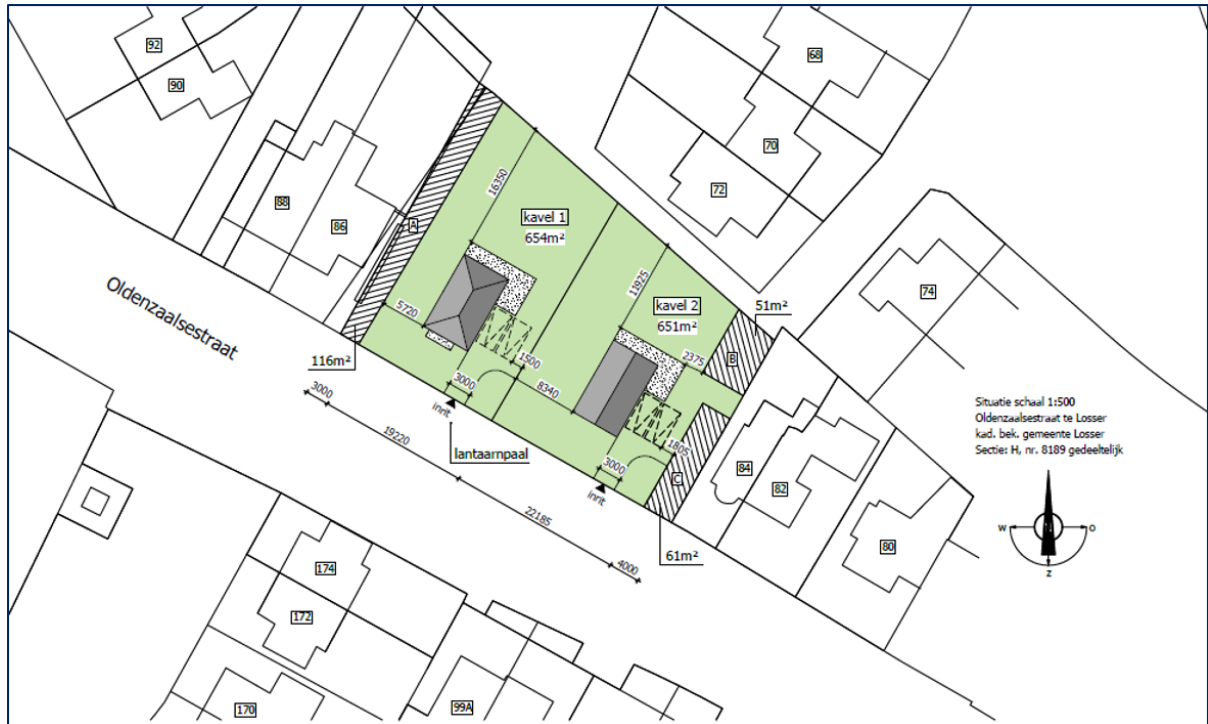 92
90
68
70
72
88
86
A
16350
kavel 1
654m²
11925
kavel 2
651m²
51m²
74
5720
2375
B
116m²
1500
3000
8340
inrit
lantaarnpaal
1805
3000
inrit
C
61m²
84
82
80
Oldenzaalsestraat
3000
19220
22185
4000
Situatie schaal 1:500
Oldenzaalsestraat te Losser
kad. bek. gemeente Losser
Sectie: H, nr. 8189 gedeeltelijk
W
O
Z
174
172
170
99A